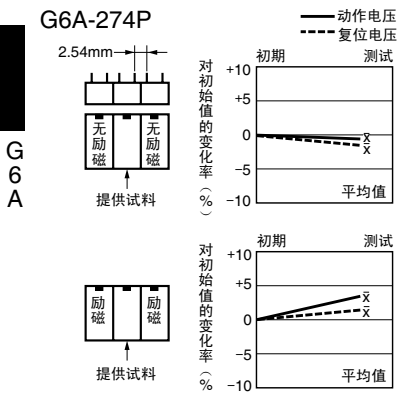 G6A-274P
动作电压
复位电压
2.54mm
无励磁
无励磁
提供试料
对初始值的变化率（%）
初期
测试
+10
+5
0
−5
−10
x̄
x̄
平均值
G6A
励磁
励磁
提供试料
对初始值的变化率（%
初期
测试
+10
+5
0
−5
−10
x̄
x̄
平均值